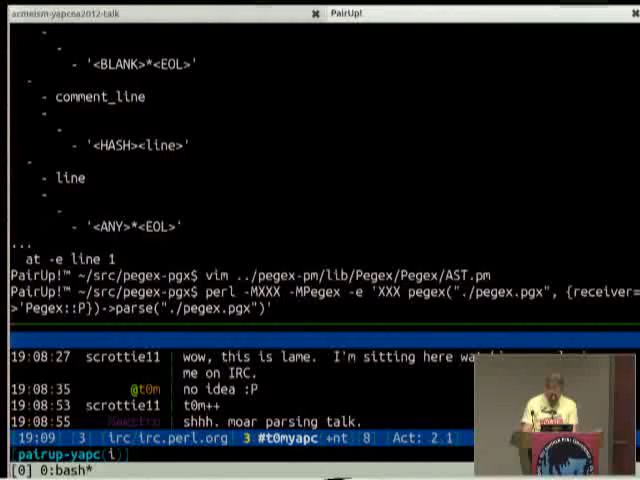 acmeism-yapcna2012-talk
PairUp!
-
-
- '<BLANK>*<EOL>'
-
- comment_line
-
-
- '<HASH><line>'
-
- line
-
-
- '<ANY>*<EOL>'
...
at -e line 1
PairUp!™ ~/src/pegex-pgx$ vim ../pegex-pm/lib/Pegex/Pegex/AST.pm
PairUp!™ ~/src/pegex-pgx$ perl -MXXX -MPegex -e 'XXX pegex("./pegex.pgx", {receiver=
>'Pegex::P})->parse("./pegex.pgx")'
19:08:27 scrottie11 wow, this is lame. I'm sitting here
me on IRC.
19:08:35 @t0m no idea :P
19:08:53 scrottie11 t0m++
19:08:55 shhh. moar parsing talk.
19:09 3 irc/irc.perl.org 3 #t0myapc +nt 8 Act: 2 1
[pairup-yapc(i)
[0] 0:bash*